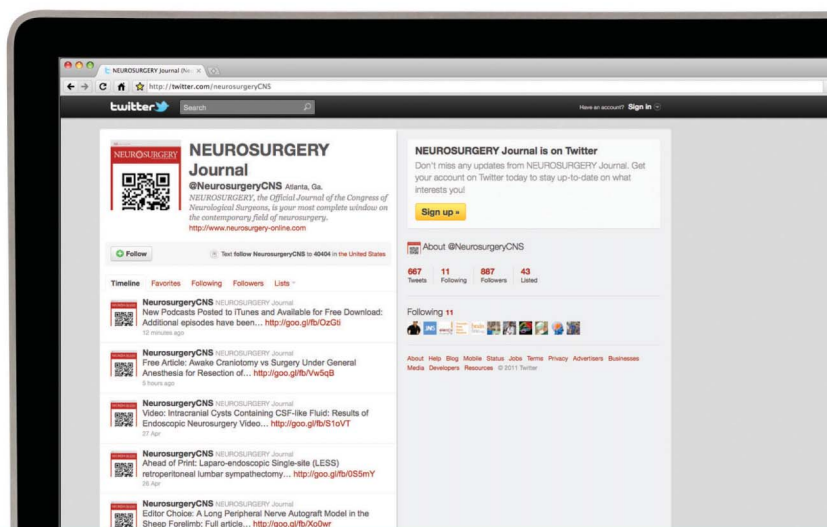 NEUROSURGERY Journal (Neu
http://twitter.com/neurosurgeryCNS
twitter
Search
Have an account? Sign in
NEUROSURGERY
NEUROSURGERY
Journal
@NeurosurgeryCNS Atlanta, Ga.
NEUROSURGERY, the Official Journal of the Congress of
Neurological Surgeons, is your most complete window on
the contemporary field of neurosurgery.
http://www.neurosurgery-online.com
Follow
Text follow NeurosurgeryCNS to 40404 in the United States
Timeline Favorites Following Followers Lists
NeurosurgeryCNS NEUROSURGERY Journal
New Podcasts Posted to iTunes and Available for Free Download:
Additional episodes have been... http://goo.gl/fb/OzGti
12 minutes ago
NeurosurgeryCNS NEUROSURGERY Journal
Free Article: Awake Craniotomy vs Surgery Under General
Anesthesia for Resection of... http://goo.gl/fb/Vw5qB
5 hours ago
NeurosurgeryCNS NEUROSURGERY Journal
Video: Intracranial Cysts Containing CSF-like Fluid: Results of
Endoscopic Neurosurgery Video... http://goo.gl/fb/S1oVT
27 Apr
NeurosurgeryCNS NEUROSURGERY Journal
Ahead of Print: Laparo-endoscopic Single-site (LESS)
retroperitoneal lumbar sympathectomy... http://goo.gl/fb/0S5mY
26 Apr
NeurosurgeryCNS NEUROSURGERY Journal
Editor Choice: A Long Peripheral Nerve Autograft Model in the
Sheep Forelimb: Full article... http://goo.gl/fb/Xo0wr
NEUROSURGERY Journal is on Twitter
Don't miss any updates from NEUROSURGERY Journal. Get
your account on Twitter today to stay up-to-date on what
interests you!
Sign up »
About @NeurosurgeryCNS
667 11 887 43
Tweets Following Followers Listed
Following 11
About Help Blog Mobile Status Jobs Terms Privacy Advertisers Businesses
Media Developers Resources © 2011 Twitter